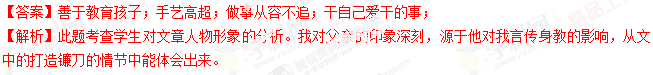 【答案】善于教育孩子；手艺高超；做事从容不迫；干自己爱干的事；
【解析】此题考查学生对文章人物形象的分析。我对父亲的印象深刻，源于他对我言传身教的影响，从文
中的打造镰刀的情节中能体会出来。